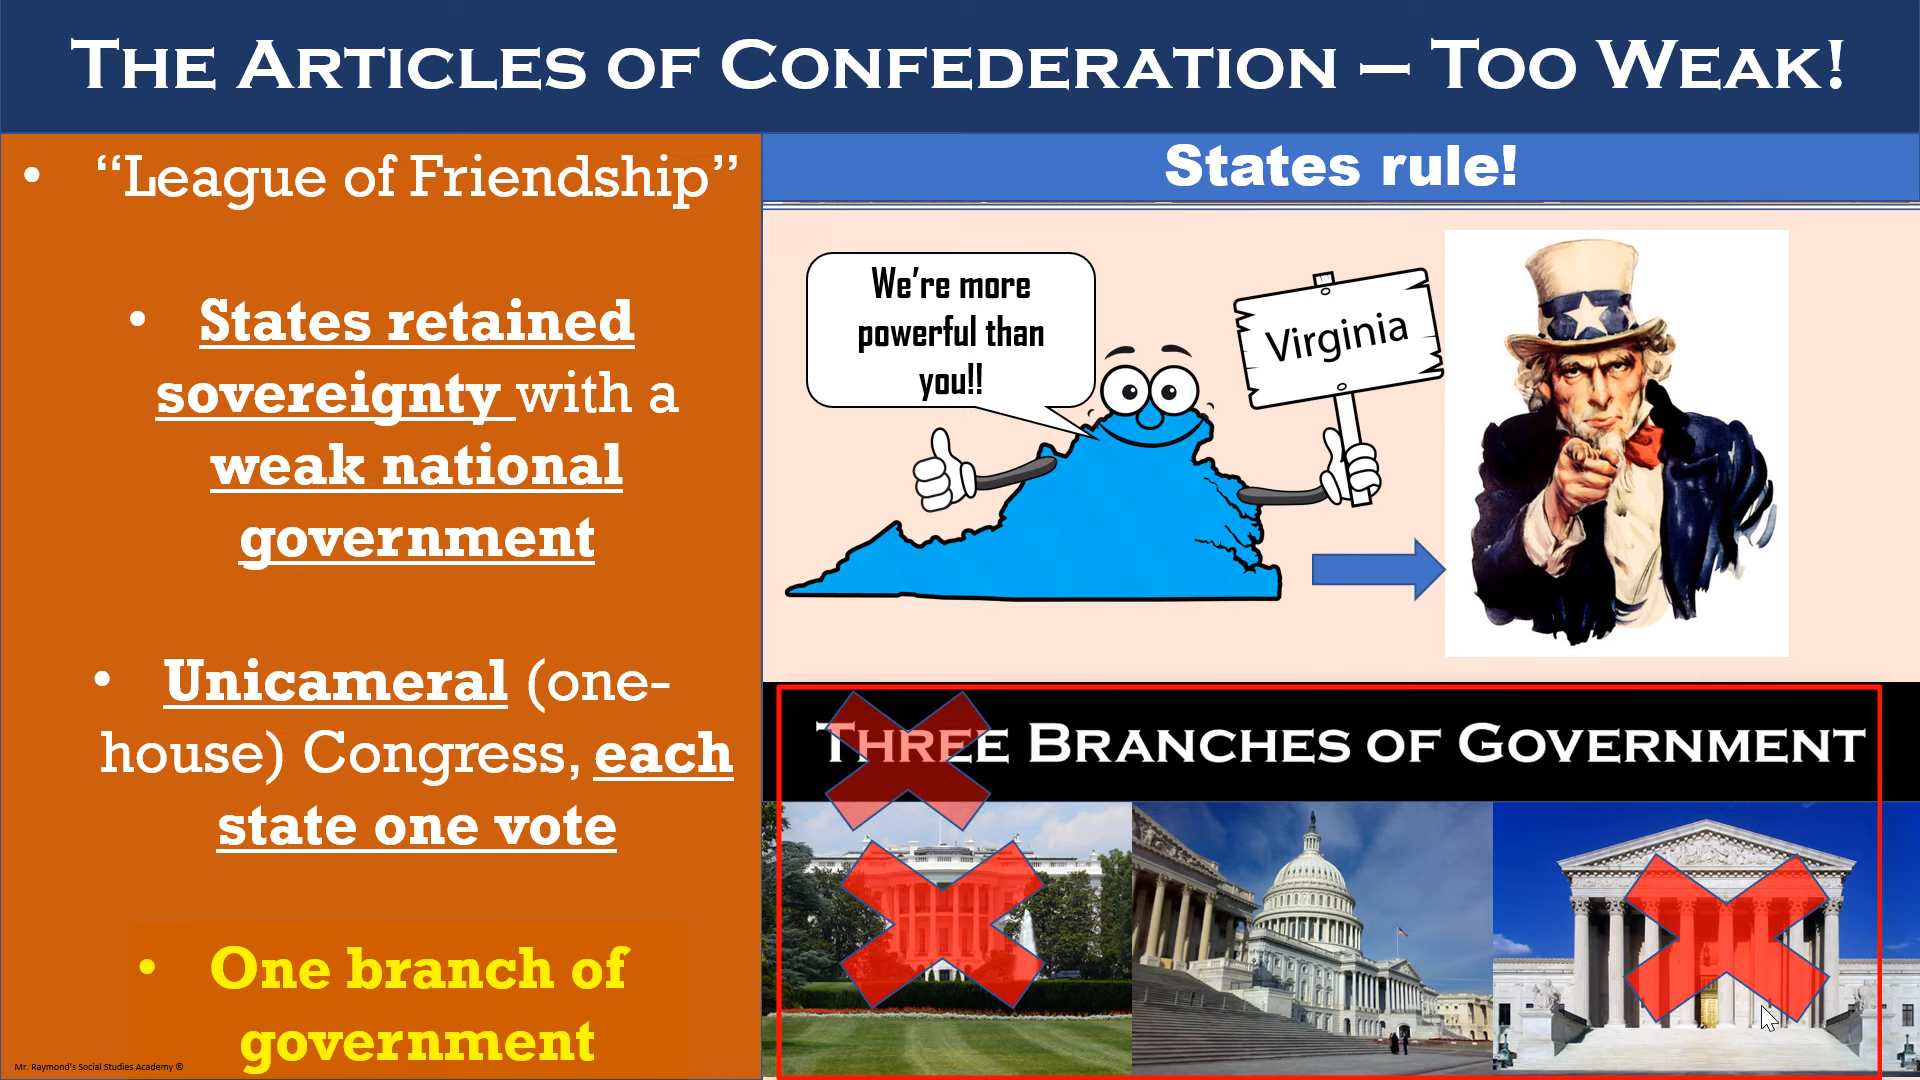 THE ARTICLES OF CONFEDERATION – TOO WEAK!
• “League of Friendship”
• States retained
sovereignty with a
weak national
government
• Unicameral (one-
house) Congress, each
state one vote
• One branch of
government
Mr. Raymond's Social Studies Academy ©
States rule!
We’re more
powerful than
you!!
Virginia
THREE BRANCHES OF GOVERNMENT